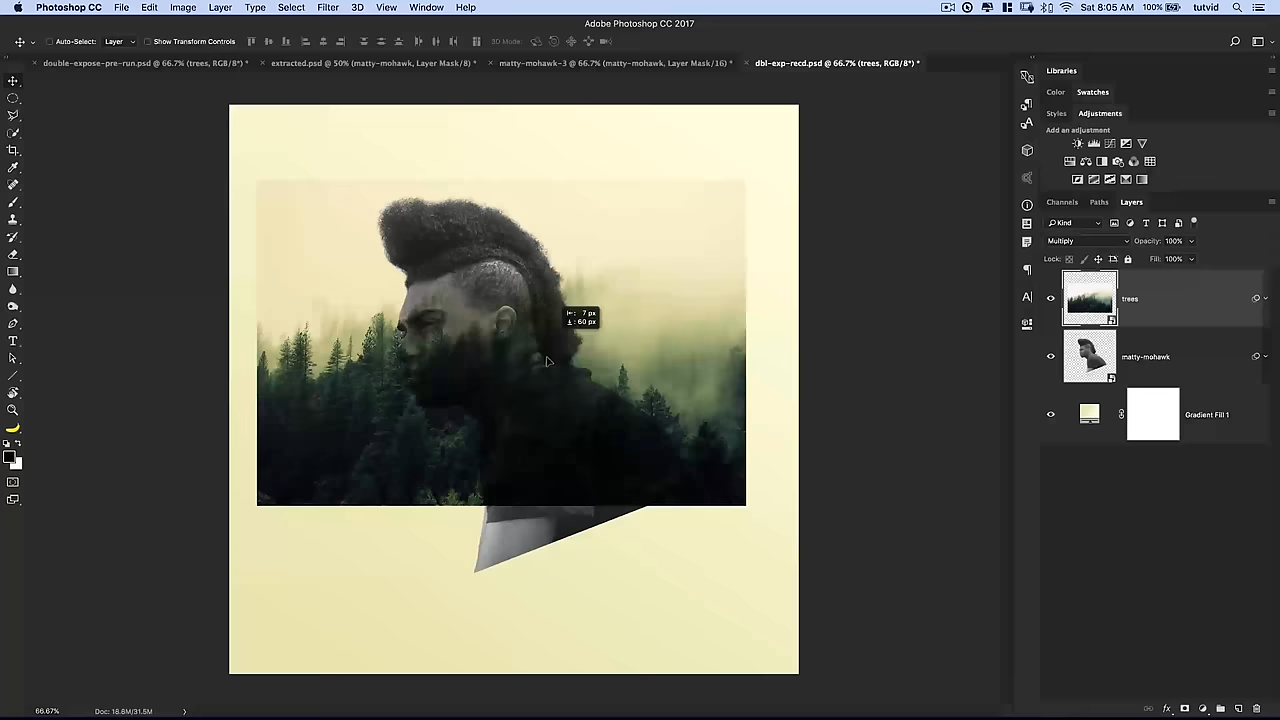 Photoshop CC File Edit Image Layer Type Select Filter 3D View Window Help 100% Sat 8:05 AM tutvid
Adobe Photoshop CC 2017
Auto-Select: Layer Show Transform Controls 3D Mode:
double-expose-pre-run.psd @ 66.7% (trees, RGB/8*) * extracted.psd @ 50% (matty-mohawk, Layer Mask/8) * matty-mohawk-3 @ 66.7% (matty-mohawk, Layer Mask/16) * dbl-exp-recd.psd @ 66.7% (trees, RGB/8*) *
Libraries
Color Swatches
Styles Adjustments
Add an adjustment
Channels Paths Layers
Kind
Multiply Opacity: 100%
Lock: Fill: 100%
trees
7 px
60 px
matty-mohawk
Gradient Fill 1
66.67% Doc: 18.8M/31.5M